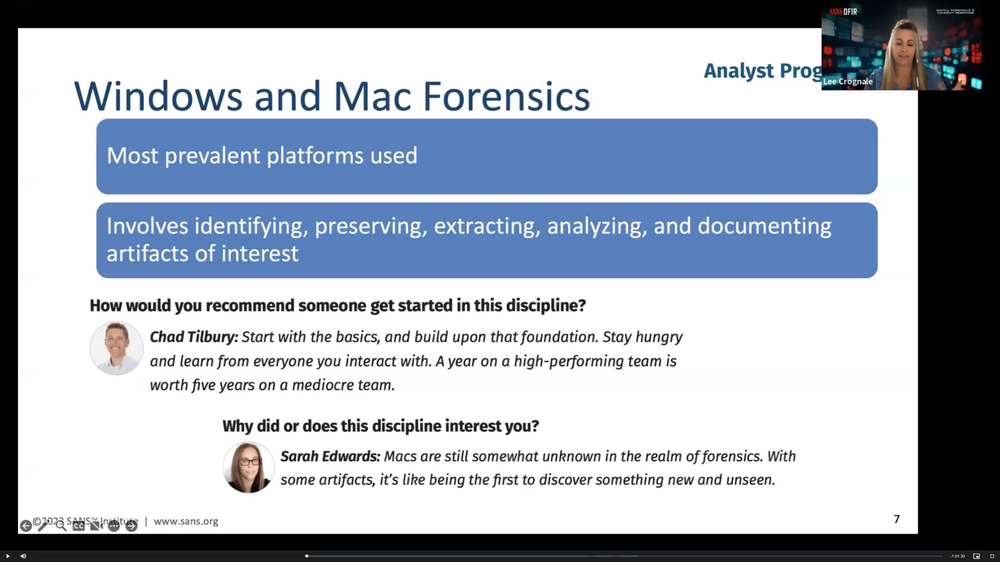 SANS DFIR
DIGITAL FORENSICS &
INCIDENT RESPONSE
Analyst Prog
Lee Crognale
Windows and Mac Forensics
Most prevalent platforms used
Involves identifying, preserving, extracting, analyzing, and documenting
artifacts of interest
How would you recommend someone get started in this discipline?
Chad Tilbury: Start with the basics, and build upon that foundation. Stay hungry
and learn from everyone you interact with. A year on a high-performing team is
worth five years on a mediocre team.
Why did or does this discipline interest you?
Sarah Edwards: Macs are still somewhat unknown in the realm of forensics. With
some artifacts, it's like being the first to discover something new and unseen.
©2023 SANS™ Institute | www.sans.org
CC
7
-1:01:30